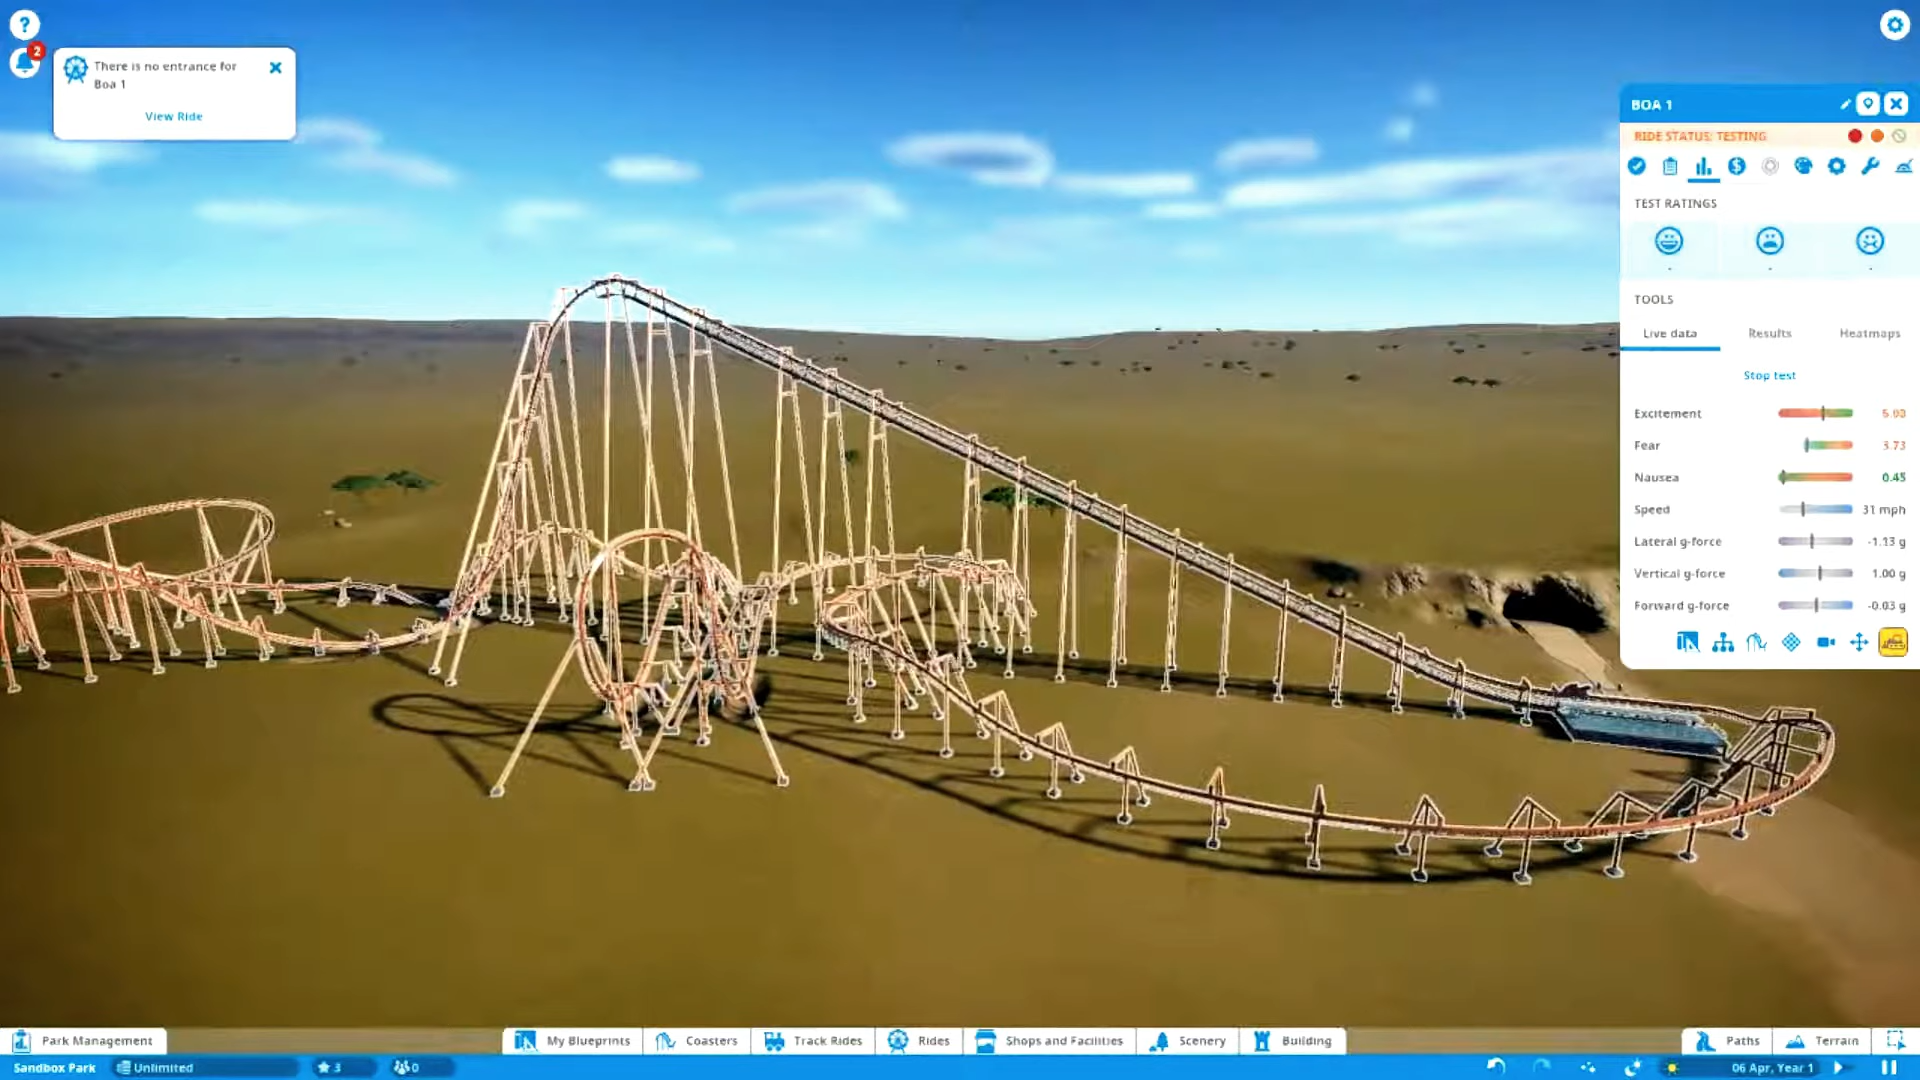 ?
2
There is no entrance for
Boa 1
View Ride
BOA 1
RIDE STATUS: TESTING
TEST RATINGS
- - -
TOOLS
Live data Results Heatmaps
Stop test
Excitement
Fear 3.73
Nausea 0.45
Speed 31 mph
Lateral g-force -1.13 g
Vertical g-force 1.00 g
Forward g-force -0.03 g
Park Management My Blueprints Coasters Track Rides Rides Shops and Facilities Scenery Building Paths Terrain
Sandbox Park Unlimited 3 0 06 Apr, Year 1